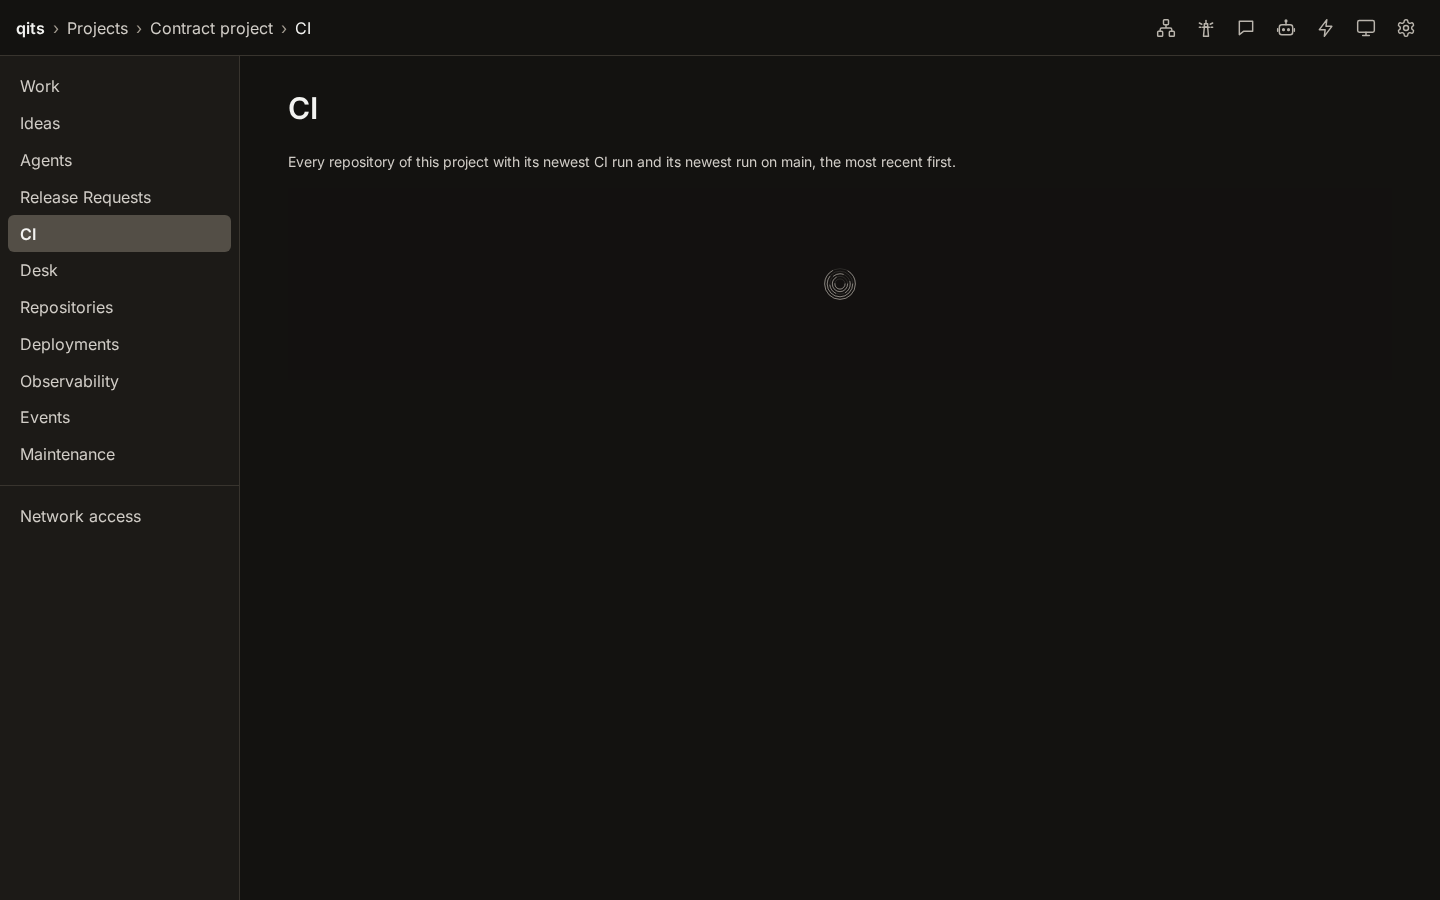 qits › Projects › Contract project › CI
Work
Ideas
Agents
Release Requests
CI
Desk
Repositories
Deployments
Observability
Events
Maintenance
Network access
CI
Every repository of this project with its newest CI run and its newest run on main, the most recent first.